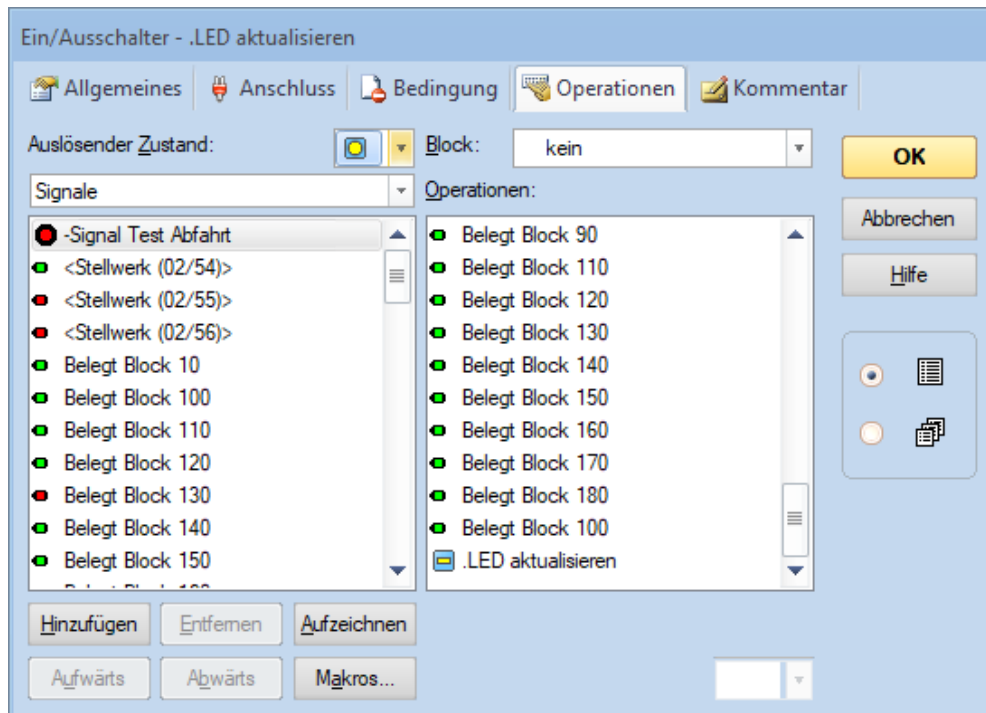 Ein/Ausschalter - .LED aktualisieren
Allgemeines Anschluss Bedingung Operationen Kommentar
Auslösender Zustand:
Block: kein
OK
Signale
Operationen:
Abbrechen
Hilfe
-Signal Test Abfahrt
<Stellwerk (02/54)>
<Stellwerk (02/55)>
<Stellwerk (02/56)>
Belegt Block 10
Belegt Block 100
Belegt Block 110
Belegt Block 120
Belegt Block 130
Belegt Block 140
Belegt Block 150
Belegt Block 90
Belegt Block 110
Belegt Block 120
Belegt Block 130
Belegt Block 140
Belegt Block 150
Belegt Block 160
Belegt Block 170
Belegt Block 180
Belegt Block 100
.LED aktualisieren
Hinzufügen Entfernen Aufzeichnen
Aufwärts Abwärts Makros...